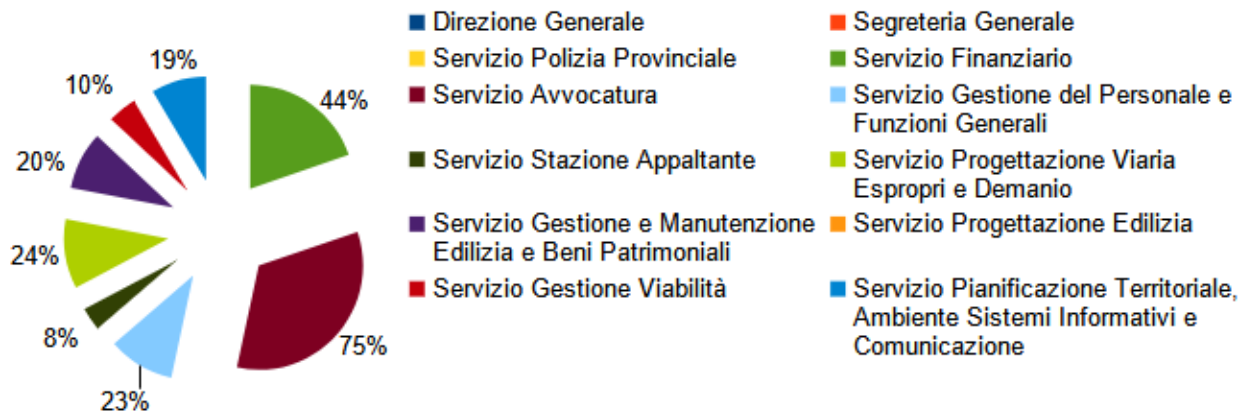 19%
10%
44%
20%
24%
8%
75%
23%
Direzione Generale
Segreteria Generale
Servizio Polizia Provinciale
Servizio Finanziario
Servizio Avvocatura
Servizio Gestione del Personale e
Funzioni Generali
Servizio Stazione Appaltante
Servizio Progettazione Viaria
Espropri e Demanio
Servizio Gestione e Manutenzione
Edilizia e Beni Patrimoniali
Servizio Progettazione Edilizia
Servizio Gestione Viabilità
Servizio Pianificazione Territoriale,
Ambiente Sistemi Informativi e
Comunicazione